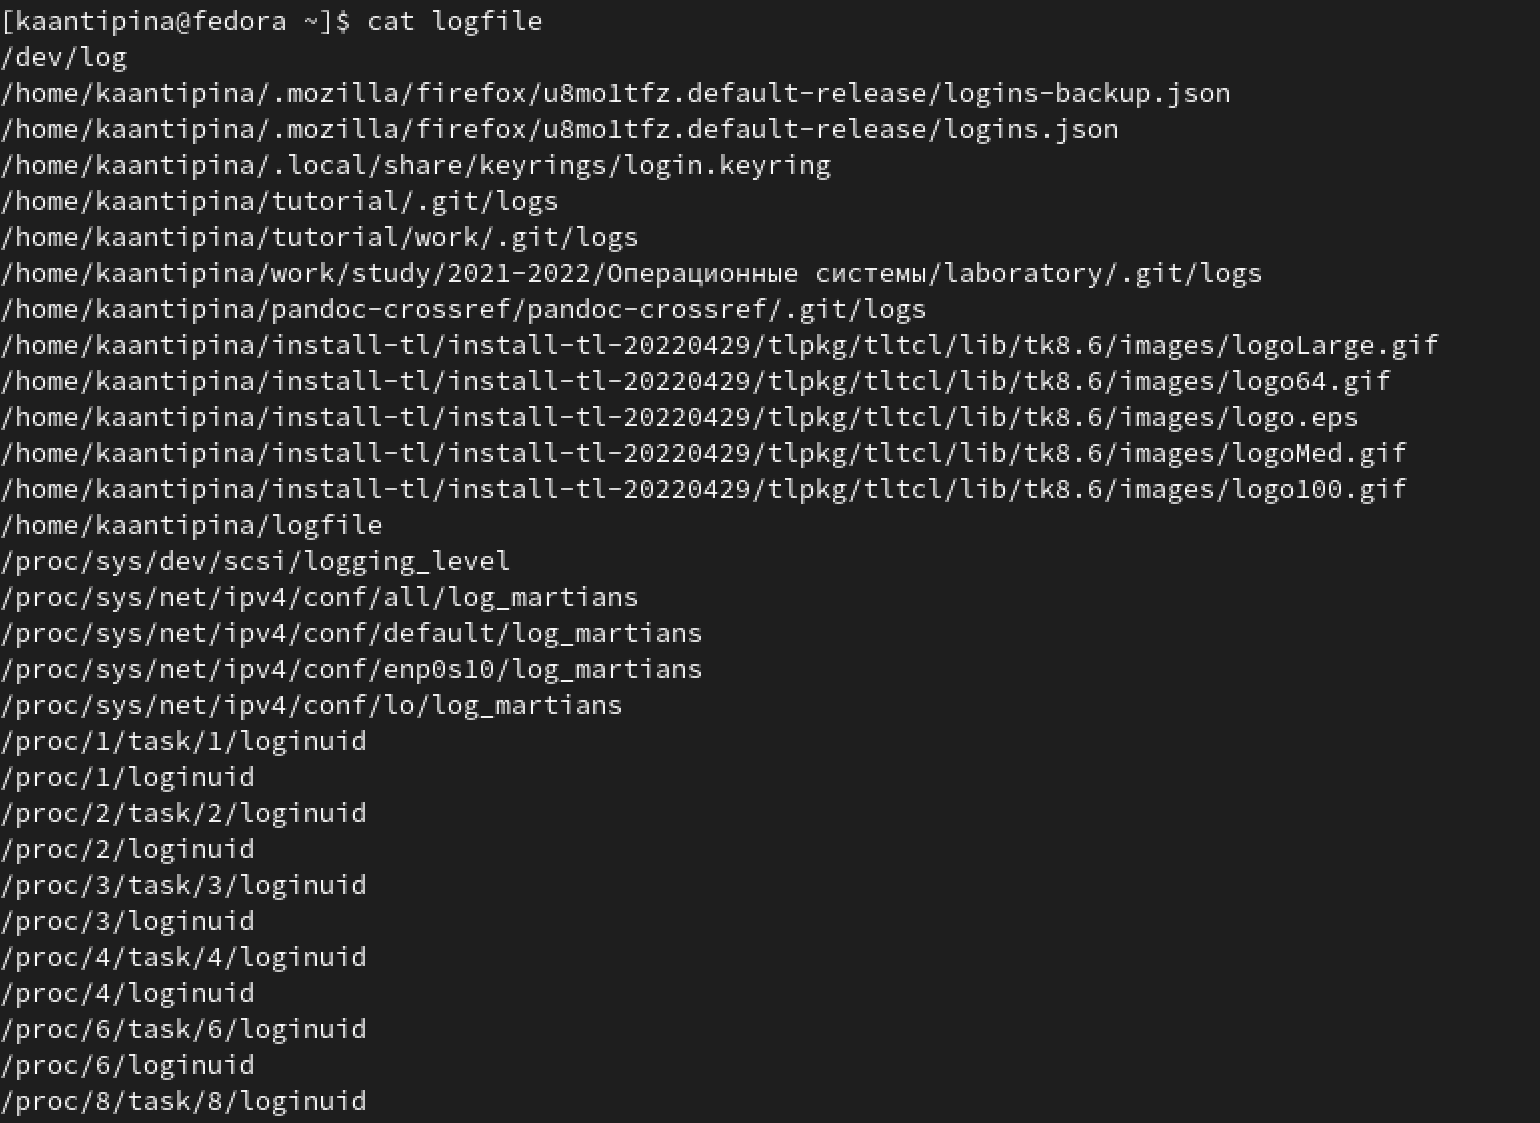 [kaantipina@fedora ~]$ cat logfile
/dev/log
/home/kaantipina/.mozilla/firefox/u8mo1tfz.default-release/logins-backup.json
/home/kaantipina/.mozilla/firefox/u8mo1tfz.default-release/logins.json
/home/kaantipina/.local/share/keyrings/login.keyring
/home/kaantipina/tutorial/.git/logs
/home/kaantipina/tutorial/work/.git/logs
/home/kaantipina/work/study/2021-2022/Операционные системы/laboratory/.git/logs
/home/kaantipina/pandoc-crossref/pandoc-crossref/.git/logs
/home/kaantipina/install-tl/install-tl-20220429/tlpkg/tltcl/lib/tk8.6/images/logoLarge.gif
/home/kaantipina/install-tl/install-tl-20220429/tlpkg/tltcl/lib/tk8.6/images/logo64.gif
/home/kaantipina/install-tl/install-tl-20220429/tlpkg/tltcl/lib/tk8.6/images/logo.eps
/home/kaantipina/install-tl/install-tl-20220429/tlpkg/tltcl/lib/tk8.6/images/logoMed.gif
/home/kaantipina/install-tl/install-tl-20220429/tlpkg/tltcl/lib/tk8.6/images/logo100.gif
/home/kaantipina/logfile
/proc/sys/dev/scsi/logging_level
/proc/sys/net/ipv4/conf/all/log_martians
/proc/sys/net/ipv4/conf/default/log_martians
/proc/sys/net/ipv4/conf/enp0s10/log_martians
/proc/sys/net/ipv4/conf/lo/log_martians
/proc/1/task/1/loginuid
/proc/1/loginuid
/proc/2/task/2/loginuid
/proc/2/loginuid
/proc/3/task/3/loginuid
/proc/3/loginuid
/proc/4/task/4/loginuid
/proc/4/loginuid
/proc/6/task/6/loginuid
/proc/6/loginuid
/proc/8/task/8/loginuid